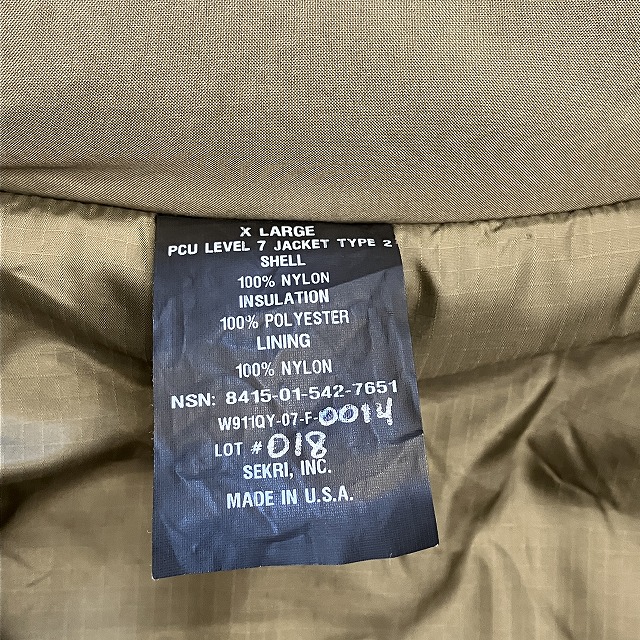 X LARGE
PCU LEVEL 7 JACKET TYPE 2
SHELL
100% NYLON
INSULATION
100% POLYESTER
LINING
100% NYLON
NSN: 8415-01-542-7651
W911QY-07-F-0014
LOT # 018
SEKRI, INC.
MADE IN U.S.A.